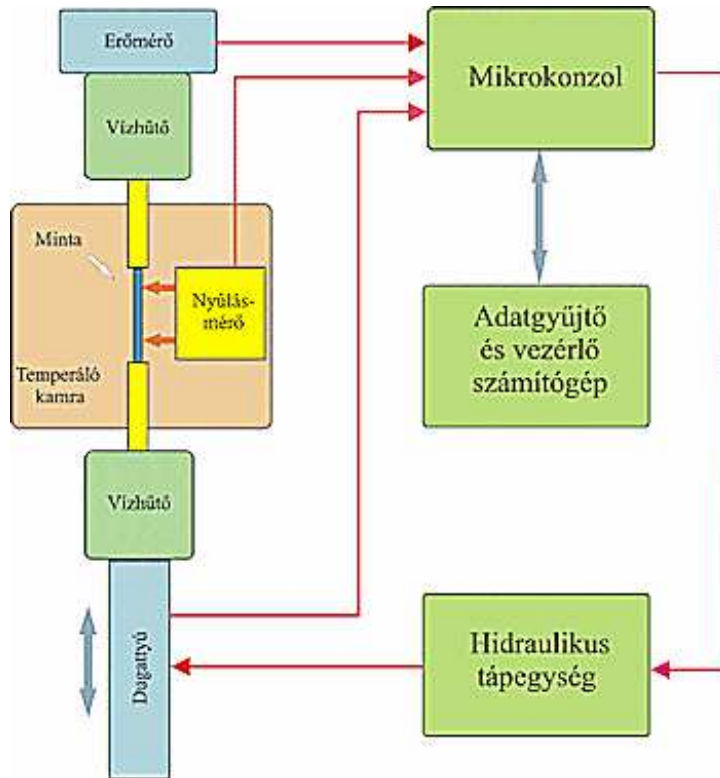 Erőmérő
Mikrokonzol
Vízhűtő
Minta
Nyúlás-
mérő
Temperáló
kamra
Adatgyűjtő
és vezérlő
számítógép
Vízhűtő
Dugattyú
Hidraulikus
tápegység